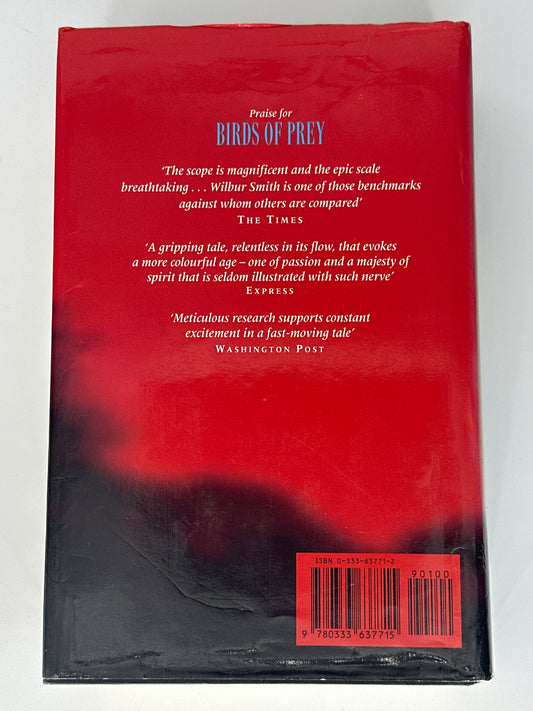 Praise for
BIRDS OF PREY
‘The scope is magnificent and the epic scale
breathtaking . . . Wilbur Smith is one of those benchmarks
against whom others are compared’
THE TIMES
‘A gripping tale, relentless in its flow, that evokes
a more colourful age – one of passion and a majesty of
spirit that is seldom illustrated with such nerve’
EXPRESS
‘Meticulous research supports constant
excitement in a fast-moving tale’
WASHINGTON POST
ISBN 0-333-63771-2
90100
9 780333 637715